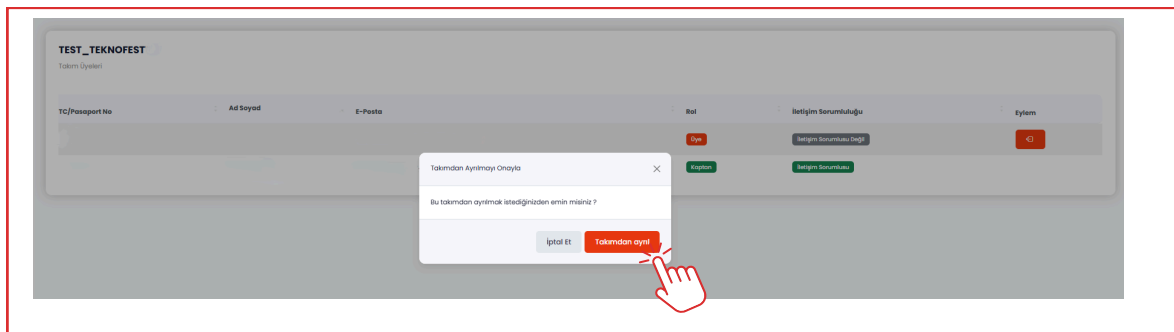 TEST_TEKNOFEST
Takım Üyeleri
TC/Pasaport No Ad Soyad E-Posta Rol İletişim Sorumluluğu Eylem
Üye İletişim Sorumlusu Değil
Kaptan İletişim Sorumlusu
Takımdan Ayrılmayı Onayla
Bu takımdan ayrılmak istediğinizden emin misiniz ?
İptal Et Takımdan ayrıl